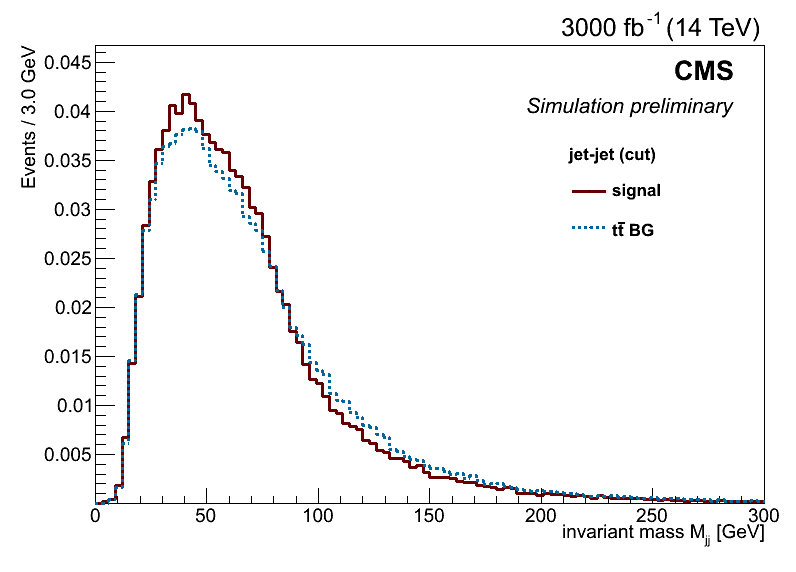 3000 fb⁻¹ (14 TeV)
CMS
Simulation preliminary
jet-jet (cut)
signal
tt̄ BG
Events / 3.0 GeV
0.045
0.04
0.035
0.03
0.025
0.02
0.015
0.01
0.005
0 50 100 150 200 250 300
invariant mass M_jj [GeV]